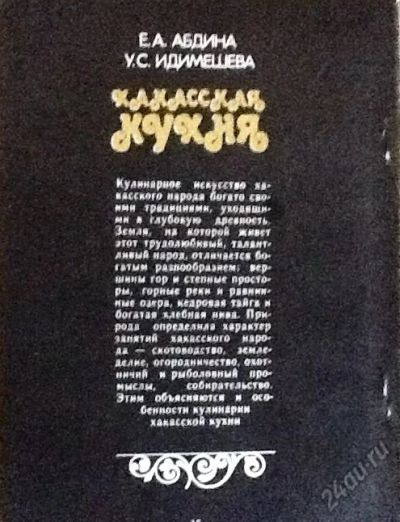 Е.А. АБДИНА
У.С. ИДИМЕШЕВА
ХАКАССКАЯ
КУХНЯ
Кулинарное искусство ха-
касского народа богато сво-
ими традициями, уходящи-
ми в глубокую древность.
Земля, на которой живет
этот трудолюбивый, талант-
ливый народ, отличается бо-
гатым разнообразием: вер-
шины гор и степные просто-
ры, горные реки и равнин-
ные озера, кедровая тайга и
богатая хлебная нива. При-
рода определила характер
занятий хакасского наро-
да — скотоводство, земле-
делие, огородничество, охот-
ничий и рыболовный про-
мыслы, собирательство.
Этим объясняются и осо-
бенности кулинарии
хакасской кухни
24au.ru